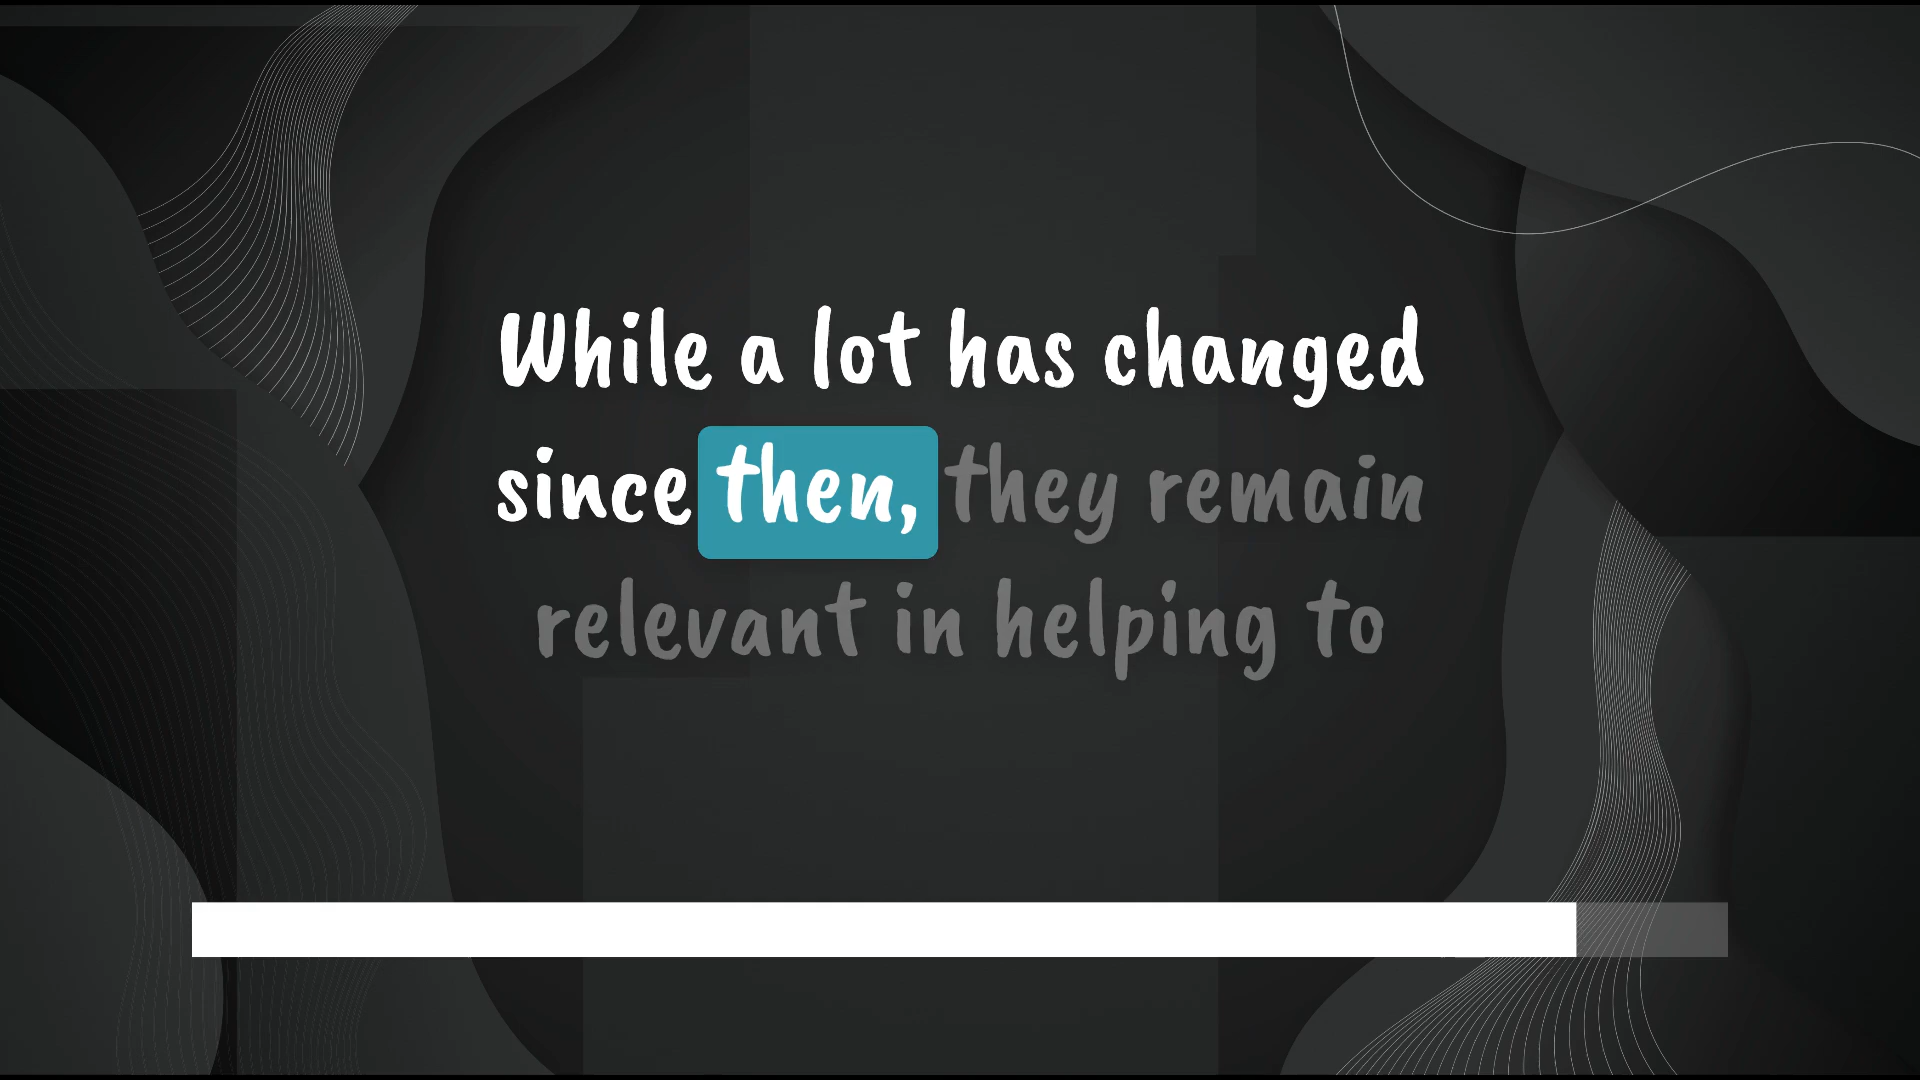 While a lot has changed
since then, they remain
relevant in helping to